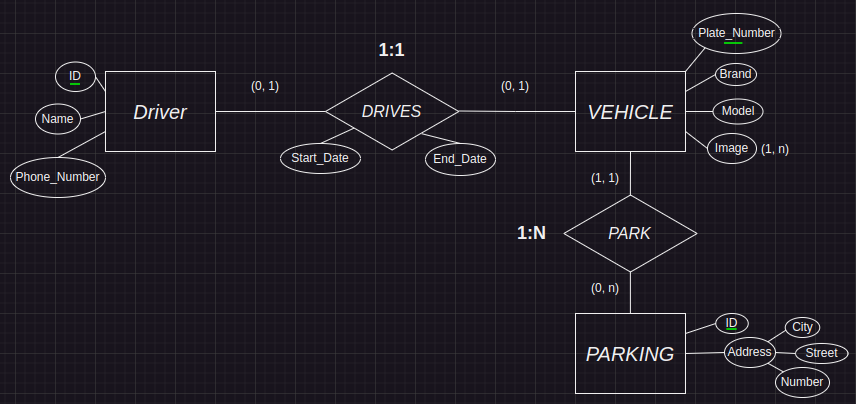 1:1
ID
(0, 1)
(0, 1)
Driver
DRIVES
VEHICLE
Name
Phone_Number
Start_Date
End_Date
Plate_Number
Brand
Model
Image
(1, n)
(1, 1)
1:N
PARK
(0, n)
PARKING
ID
Address
City
Street
Number